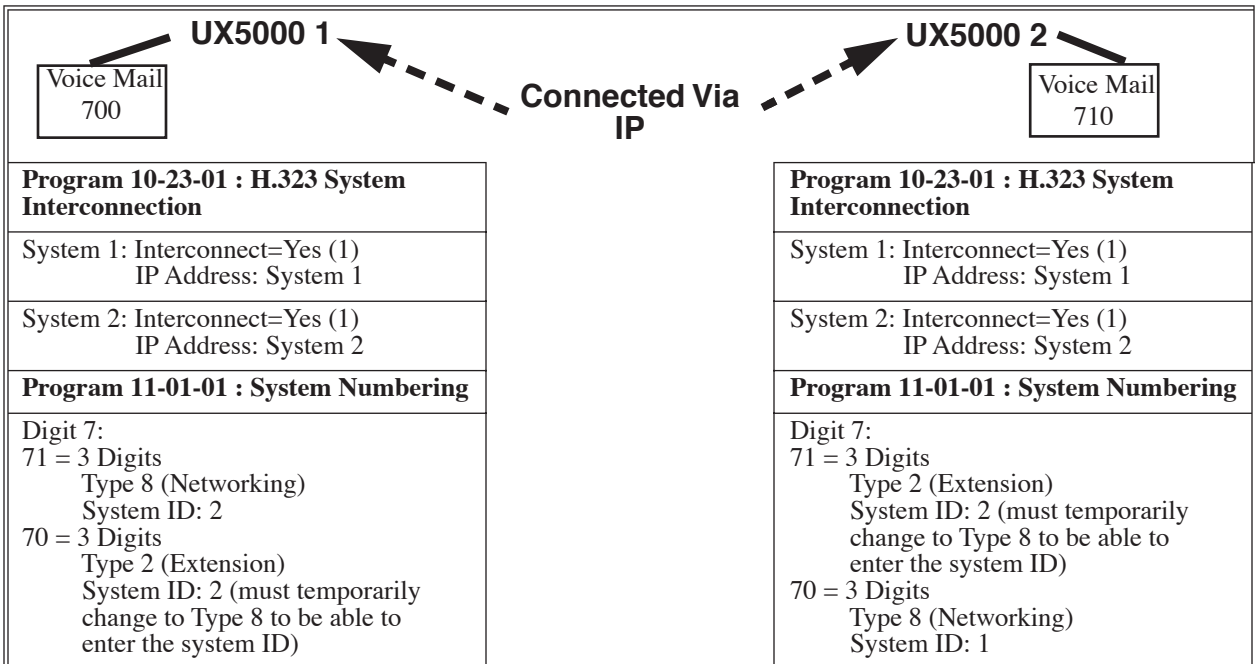 UX5000 1
UX5000 2
Voice Mail
700
Connected Via
IP
Voice Mail
710
Program 10-23-01 : H.323 System
Interconnection
System 1: Interconnect=Yes (1)
IP Address: System 1
System 2: Interconnect=Yes (1)
IP Address: System 2
Program 11-01-01 : System Numbering
Digit 7:
71 = 3 Digits
Type 8 (Networking)
System ID: 2
70 = 3 Digits
Type 2 (Extension)
System ID: 2 (must temporarily
change to Type 8 to be able to
enter the system ID)
Program 10-23-01 : H.323 System
Interconnection
System 1: Interconnect=Yes (1)
IP Address: System 1
System 2: Interconnect=Yes (1)
IP Address: System 2
Program 11-01-01 : System Numbering
Digit 7:
71 = 3 Digits
Type 2 (Extension)
System ID: 2 (must temporarily
change to Type 8 to be able to
enter the system ID)
70 = 3 Digits
Type 8 (Networking)
System ID: 1